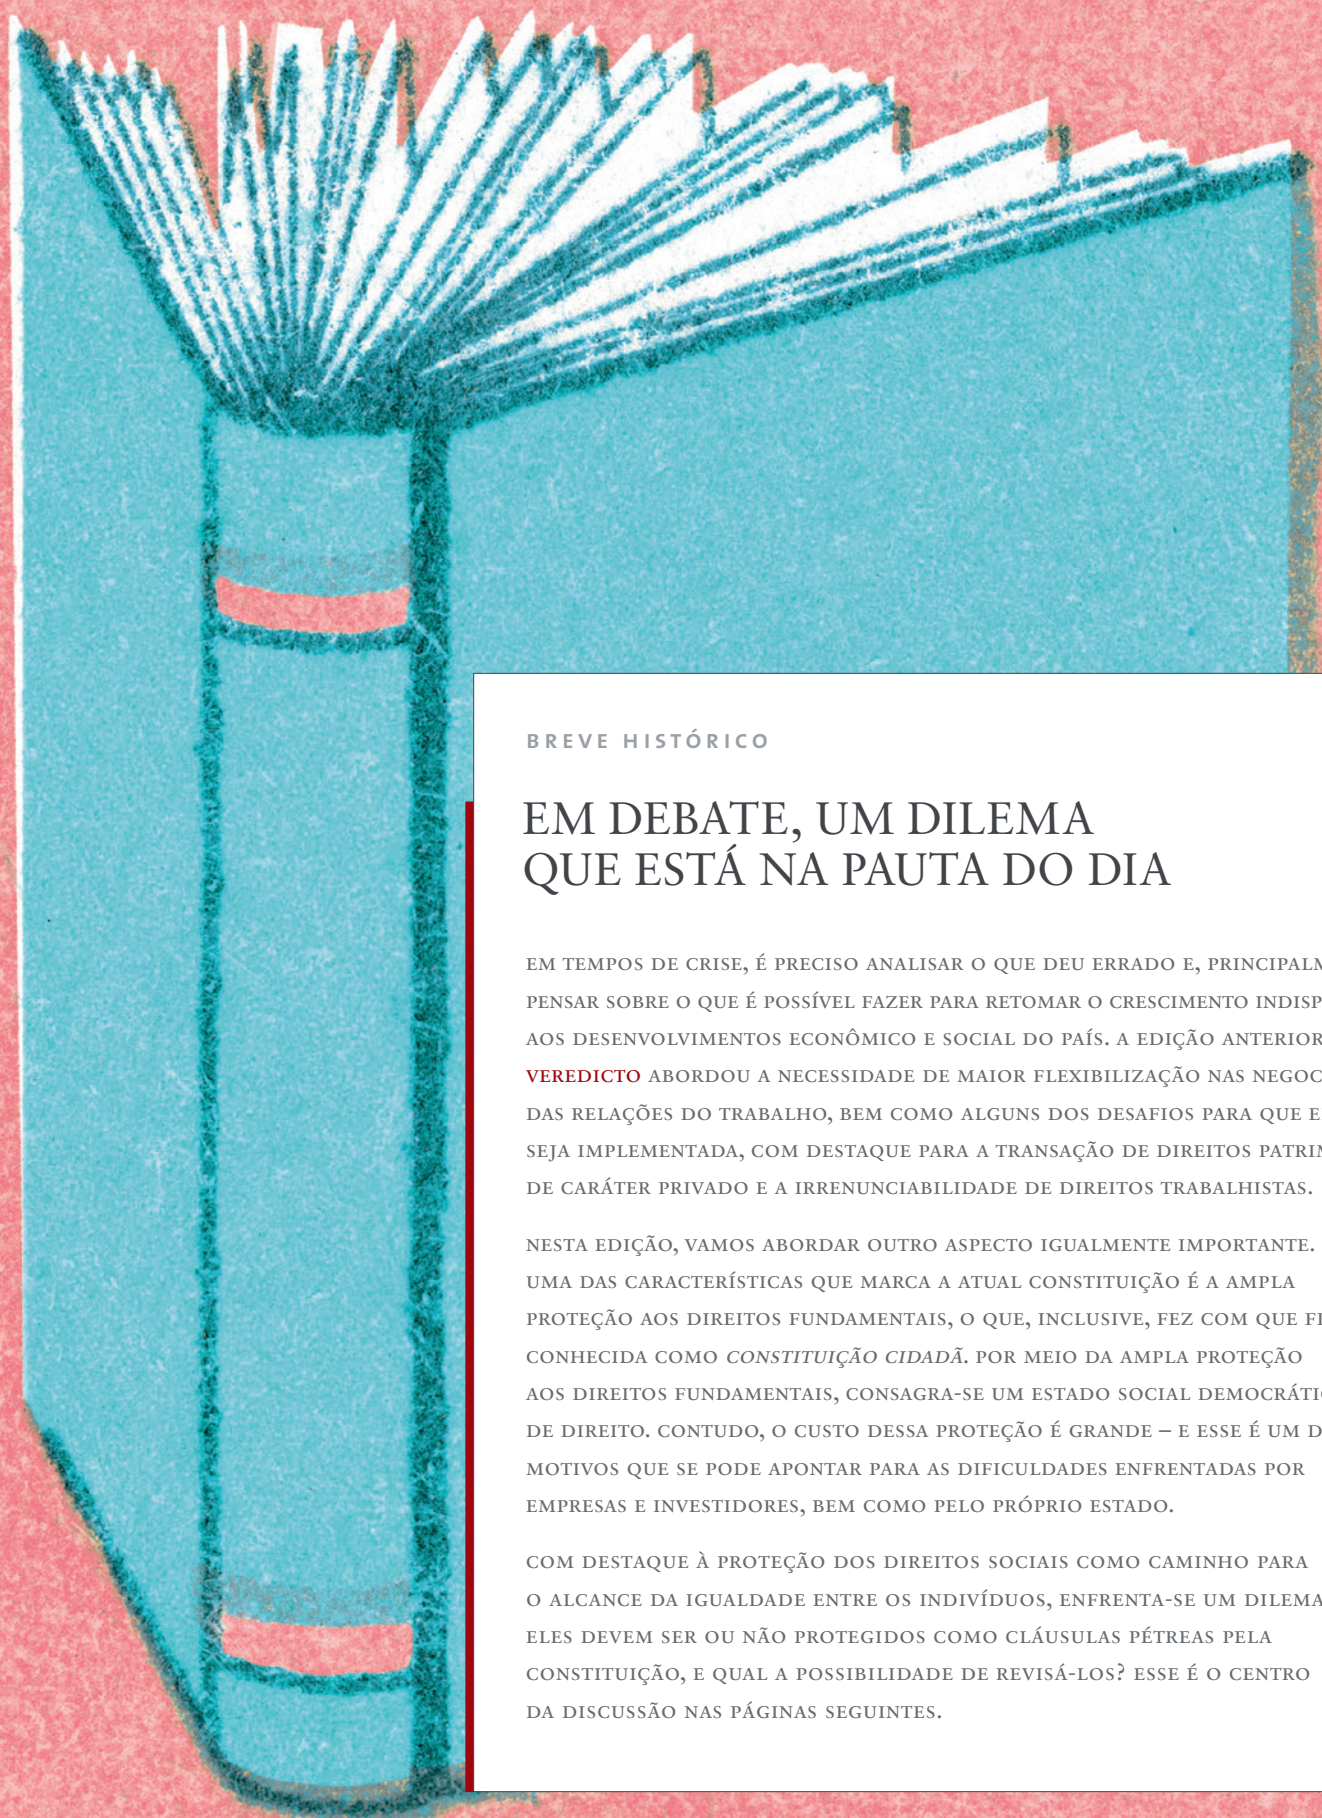 BREVE HISTÓRICO
EM DEBATE, UM DILEMA
QUE ESTÁ NA PAUTA DO DIA
EM TEMPOS DE CRISE, É PRECISO ANALISAR O QUE DEU ERRADO E,
PENSAR SOBRE O QUE É POSSÍVEL FAZER PARA RETOMAR O CRESCIMENTO
AOS DESENVOLVIMENTOS ECONÔMICO E SOCIAL DO PAÍS. A EDIÇÃO ANTERIOR
VEREDICTO ABORDOU A NECESSIDADE DE MAIOR FLEXIBILIZAÇÃO NAS
DAS RELAÇÕES DO TRABALHO, BEM COMO ALGUNS DOS DESAFIOS PARA QUE
SEJA IMPLEMENTADA, COM DESTAQUE PARA A TRANSAÇÃO DE DIREITOS
DE CARÁTER PRIVADO E A IRRENUNCIABILIDADE DE DIREITOS TRABALHISTAS.
NESTA EDIÇÃO, VAMOS ABORDAR OUTRO ASPECTO IGUALMENTE IMPORTANTE.
UMA DAS CARACTERÍSTICAS QUE MARCA A ATUAL CONSTITUIÇÃO É A AMPLA
PROTEÇÃO AOS DIREITOS FUNDAMENTAIS, O QUE, INCLUSIVE, FEZ COM QUE
CONHECIDA COMO CONSTITUIÇÃO CIDADÃ. POR MEIO DA AMPLA PROTEÇÃO
AOS DIREITOS FUNDAMENTAIS, CONSAGRA-SE UM ESTADO SOCIAL
DE DIREITO. CONTUDO, O CUSTO DESSA PROTEÇÃO É GRANDE – E ESSE É UM
MOTIVOS QUE SE PODE APONTAR PARA AS DIFICULDADES ENFRENTADAS POR
EMPRESAS E INVESTIDORES, BEM COMO PELO PRÓPRIO ESTADO.
COM DESTAQUE À PROTEÇÃO DOS DIREITOS SOCIAIS COMO CAMINHO PARA
O ALCANCE DA IGUALDADE ENTRE OS INDIVÍDUOS, ENFRENTA-SE UM DILEMA
ELES DEVEM SER OU NÃO PROTEGIDOS COMO CLÁUSULAS PÉTREAS PELA
CONSTITUIÇÃO, E QUAL A POSSIBILIDADE DE REVISÁ-LOS? ESSE É O CENTRO
DA DISCUSSÃO NAS PÁGINAS SEGUINTES.